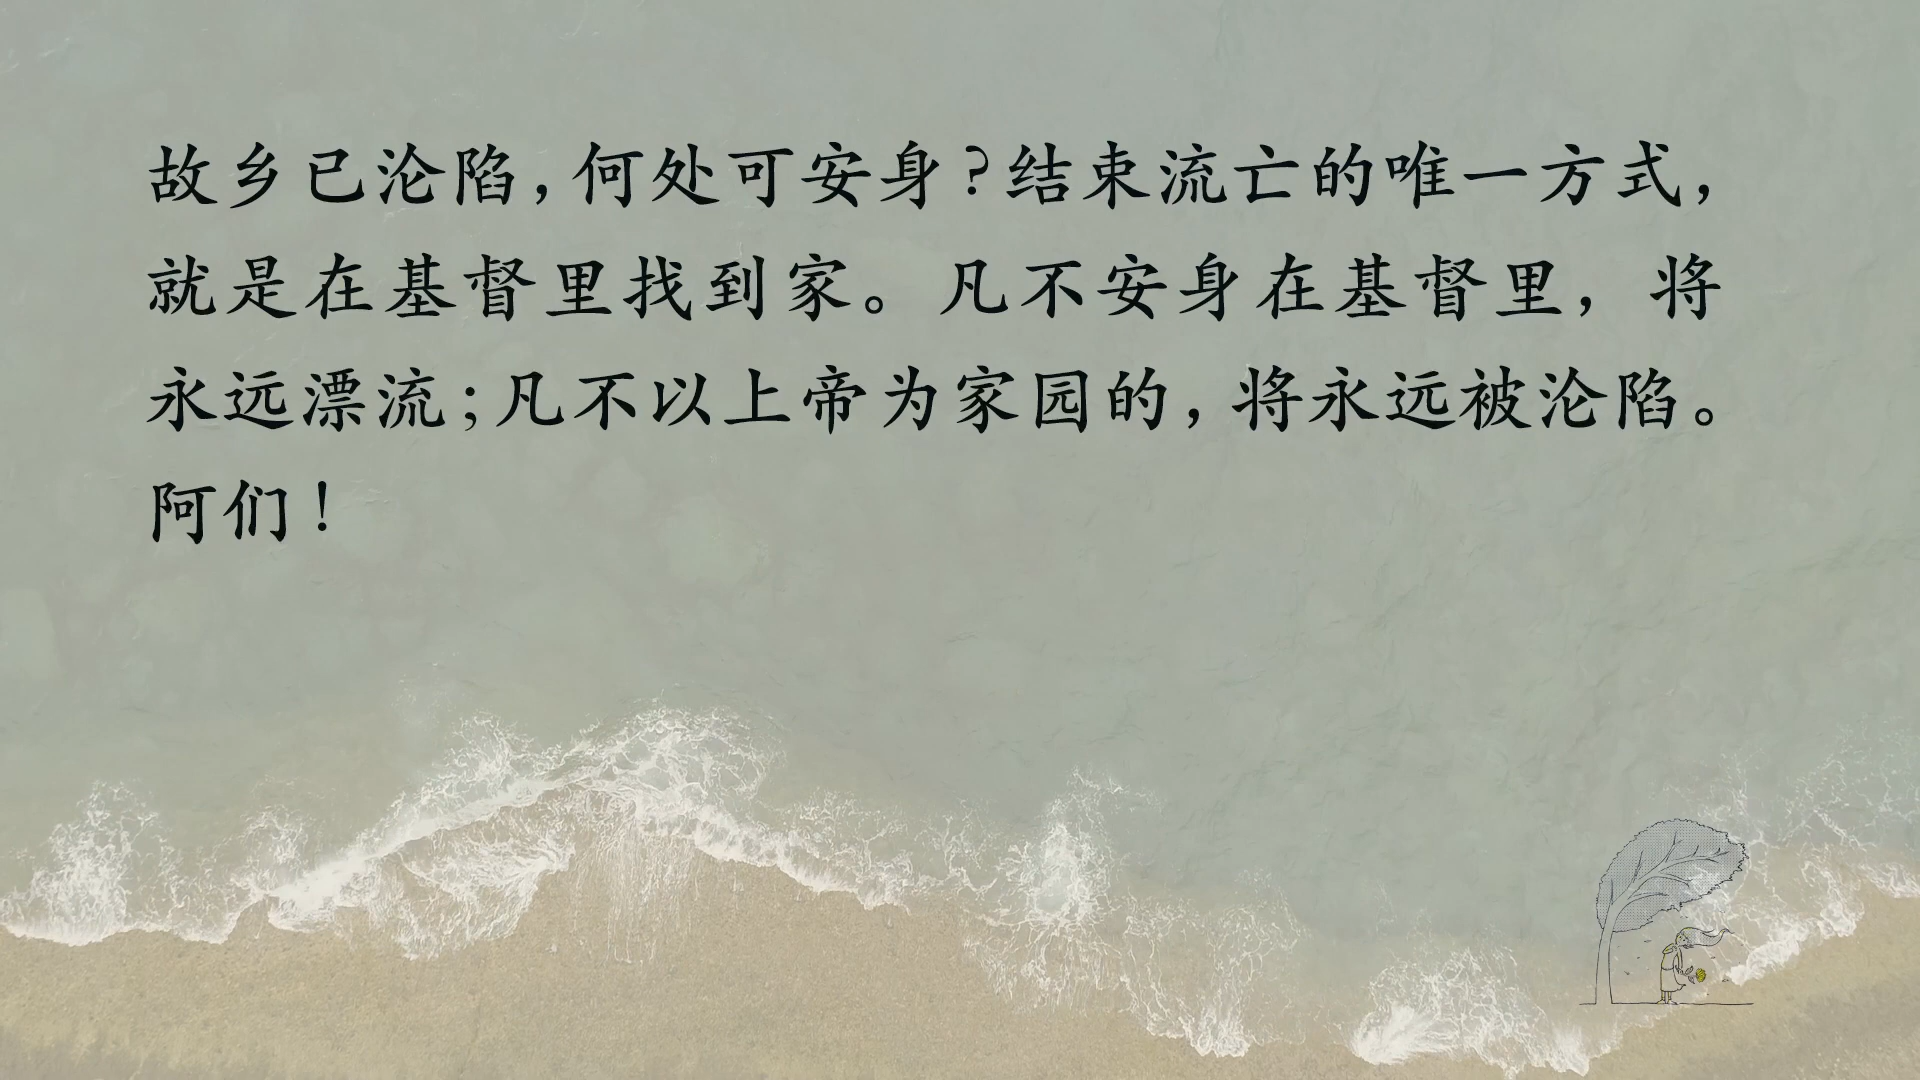 故乡已沦陷,何处可安身?结束流亡的唯一方式,
就是在基督里找到家。凡不安身在基督里,将
永远漂流;凡不以上帝为家园的,将永远被沦陷。
阿们!